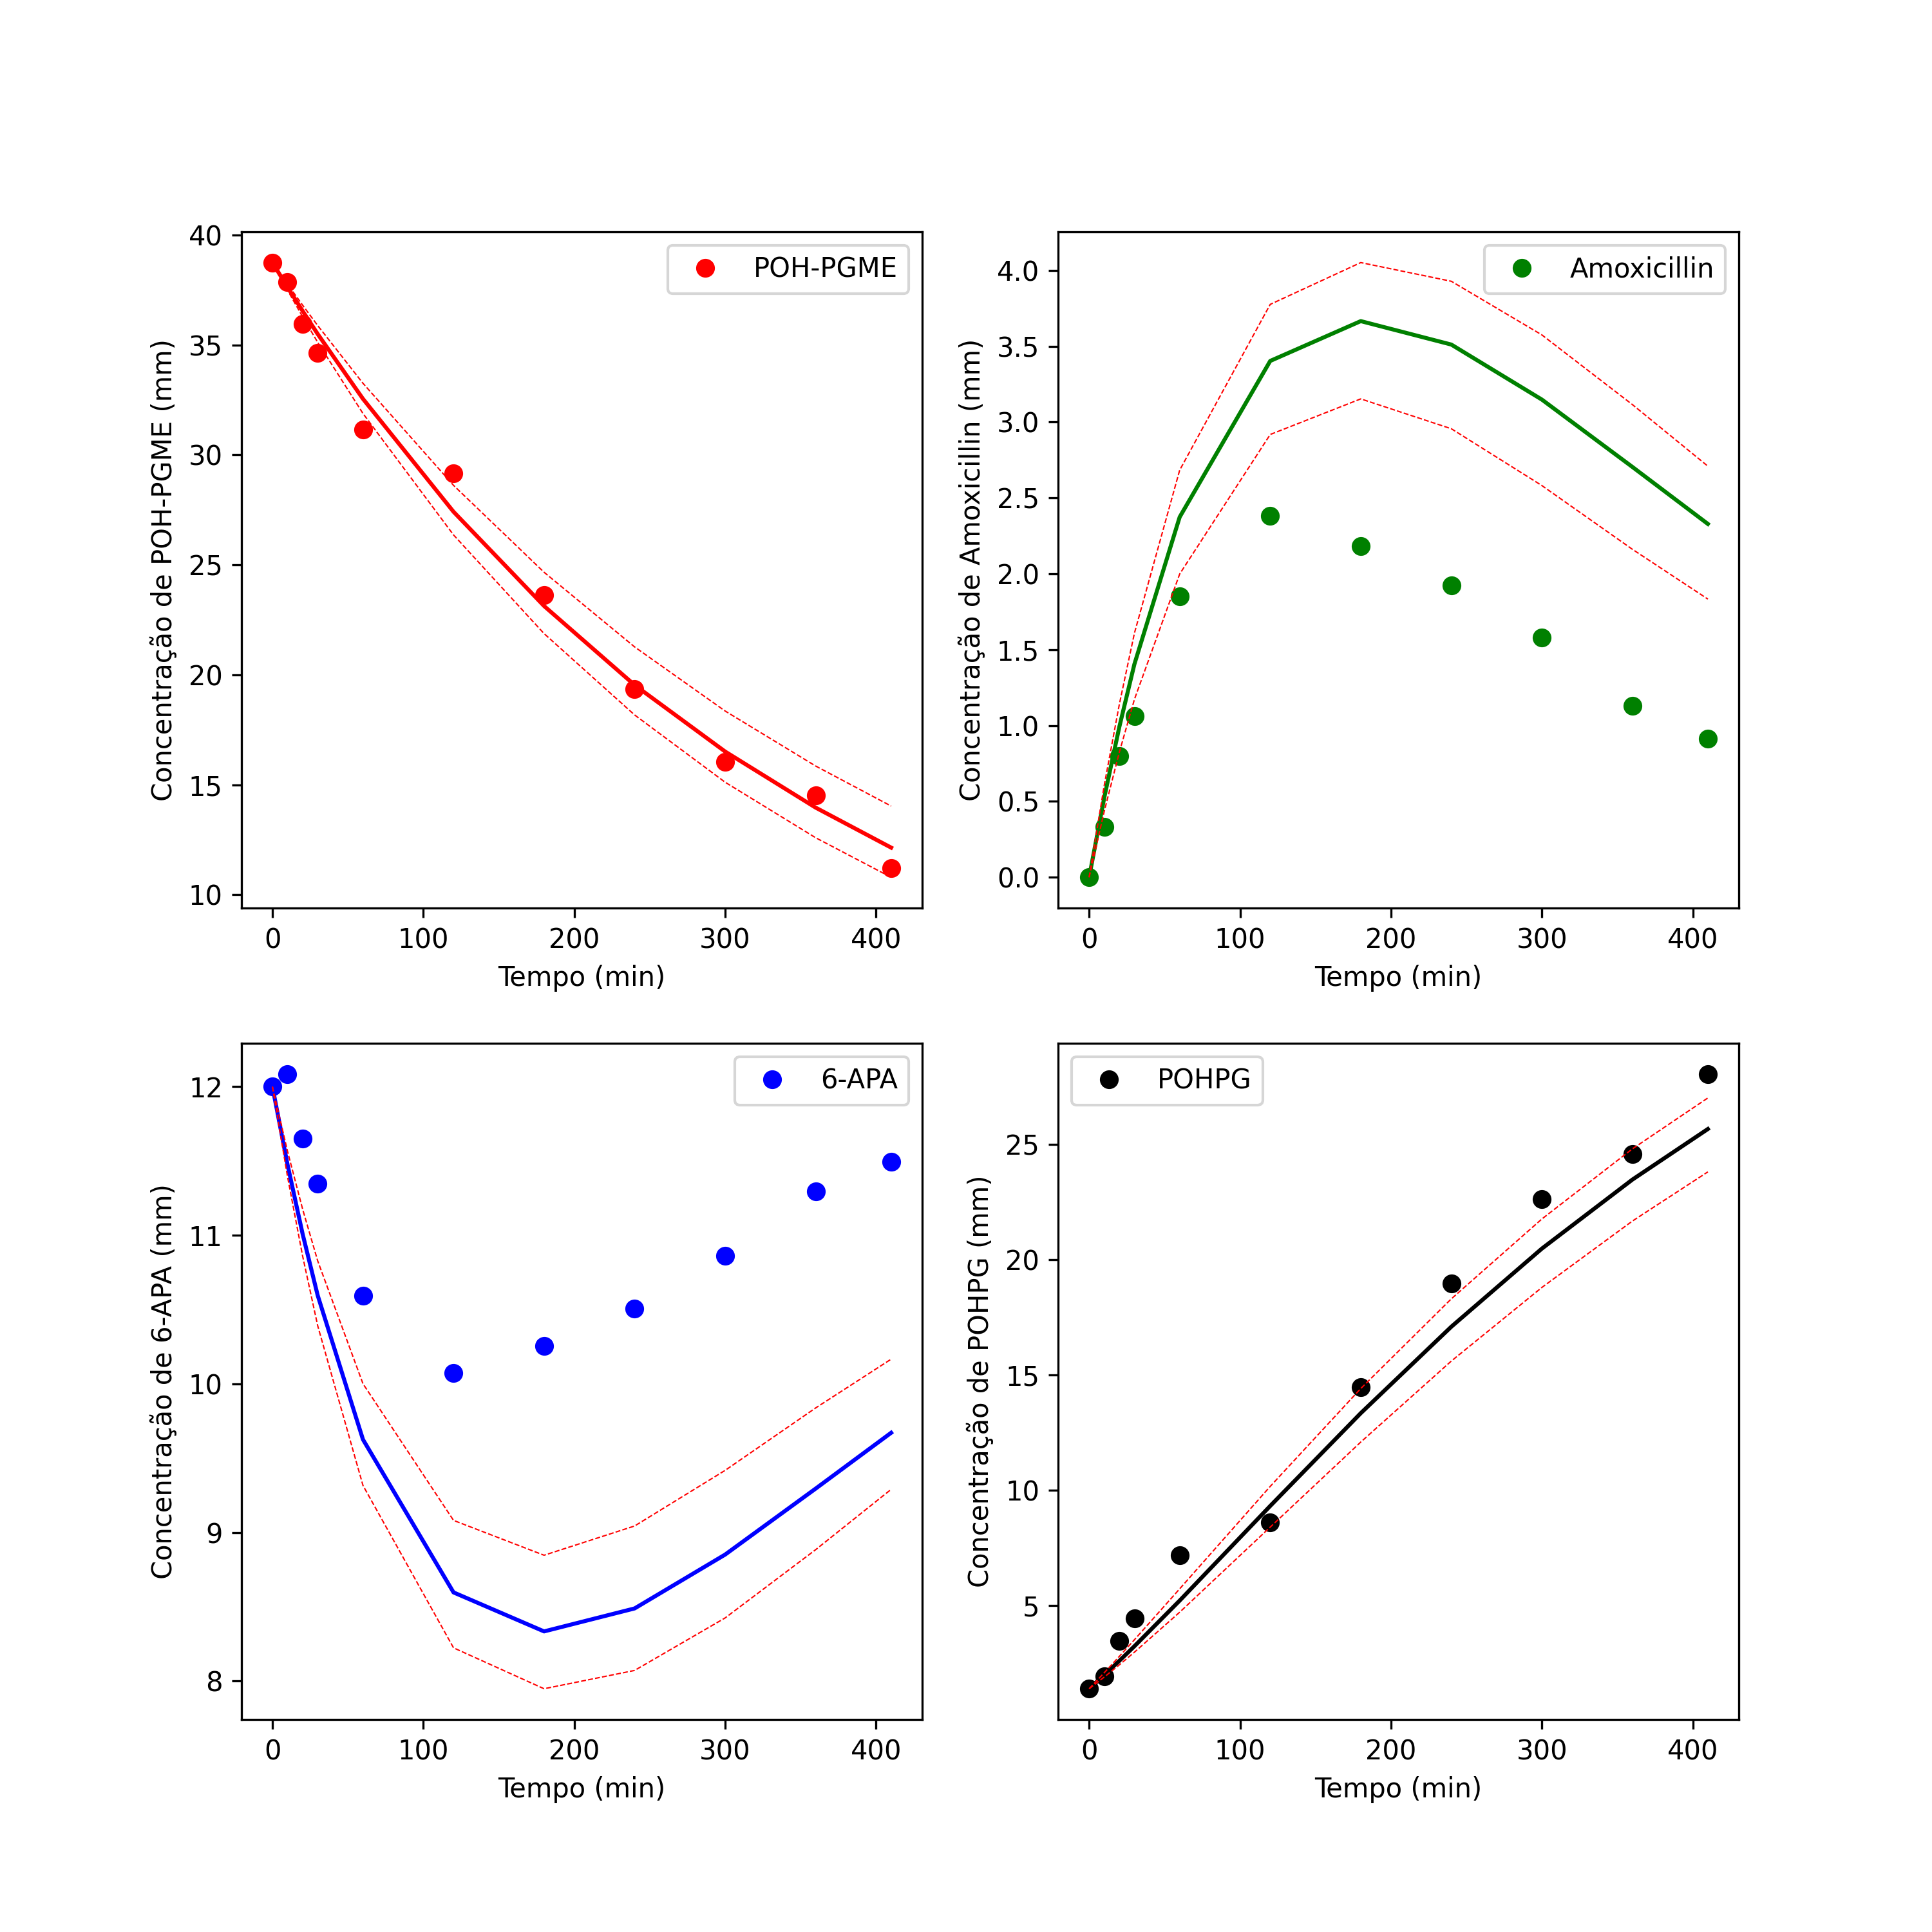 POH-PGME
Concentração de POH-PGME (mm)
40
35
30
25
20
15
10
0 100 200 300 400
Tempo (min)
Amoxicillin
Concentração de Amoxicillin (mm)
4.0
3.5
3.0
2.5
2.0
1.5
1.0
0.5
0.0
0 100 200 300 400
Tempo (min)
6-APA
Concentração de 6-APA (mm)
12
11
10
9
8
0 100 200 300 400
Tempo (min)
POHPG
Concentração de POHPG (mm)
25
20
15
10
5
0 100 200 300 400
Tempo (min)